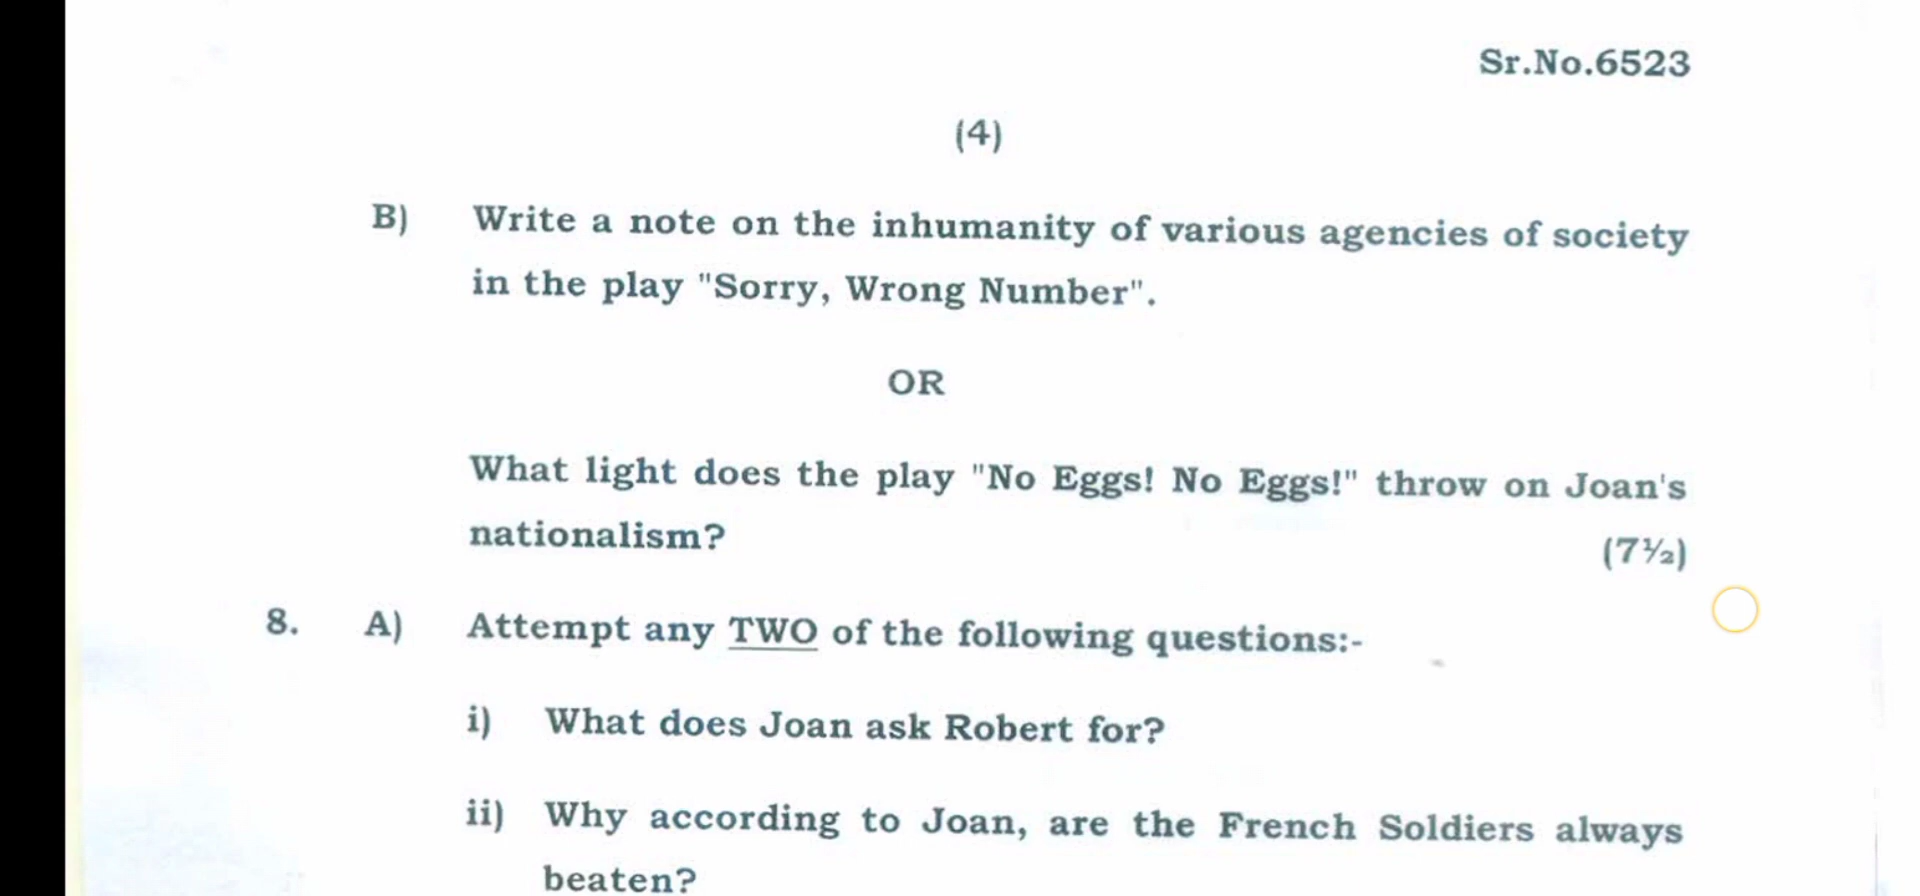 Sr.No.6523
(4)
B) Write a note on the inhumanity of various agencies of society
in the play "Sorry, Wrong Number".
OR
What light does the play "No Eggs! No Eggs!" throw on Joan's
nationalism? (7½)
8. A) Attempt any TWO of the following questions:-
i) What does Joan ask Robert for?
ii) Why according to Joan, are the French Soldiers always
beaten?